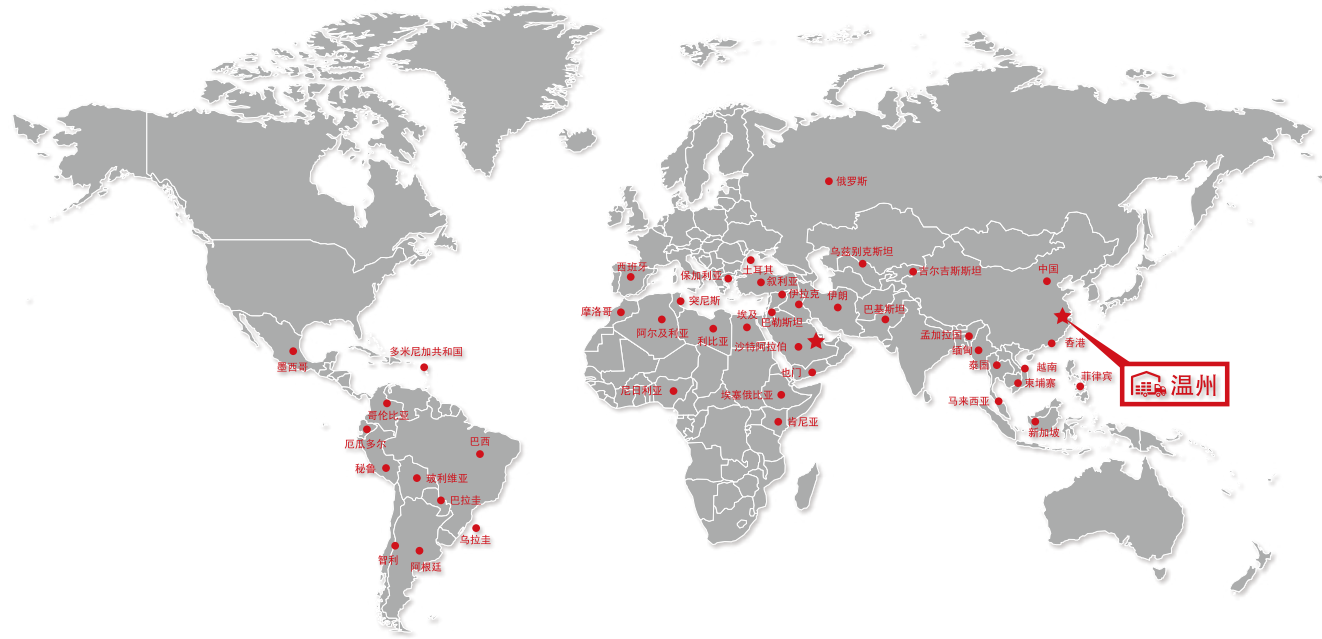 俄罗斯
乌兹别克斯坦
西班牙
保加利亚
土耳其
吉尔吉斯斯坦
中国
叙利亚
突尼斯
伊拉克
伊朗
摩洛哥
埃及
巴勒斯坦
巴基斯坦
阿尔及利亚
利比亚
沙特阿拉伯
孟加拉国
香港
多米尼加共和国
墨西哥
缅甸
泰国
越南
也门
菲律宾
柬埔寨
温州
尼日利亚
埃塞俄比亚
马来西亚
哥伦比亚
肯尼亚
新加坡
厄瓜多尔
巴西
秘鲁
玻利维亚
巴拉圭
乌拉圭
智利
阿根廷